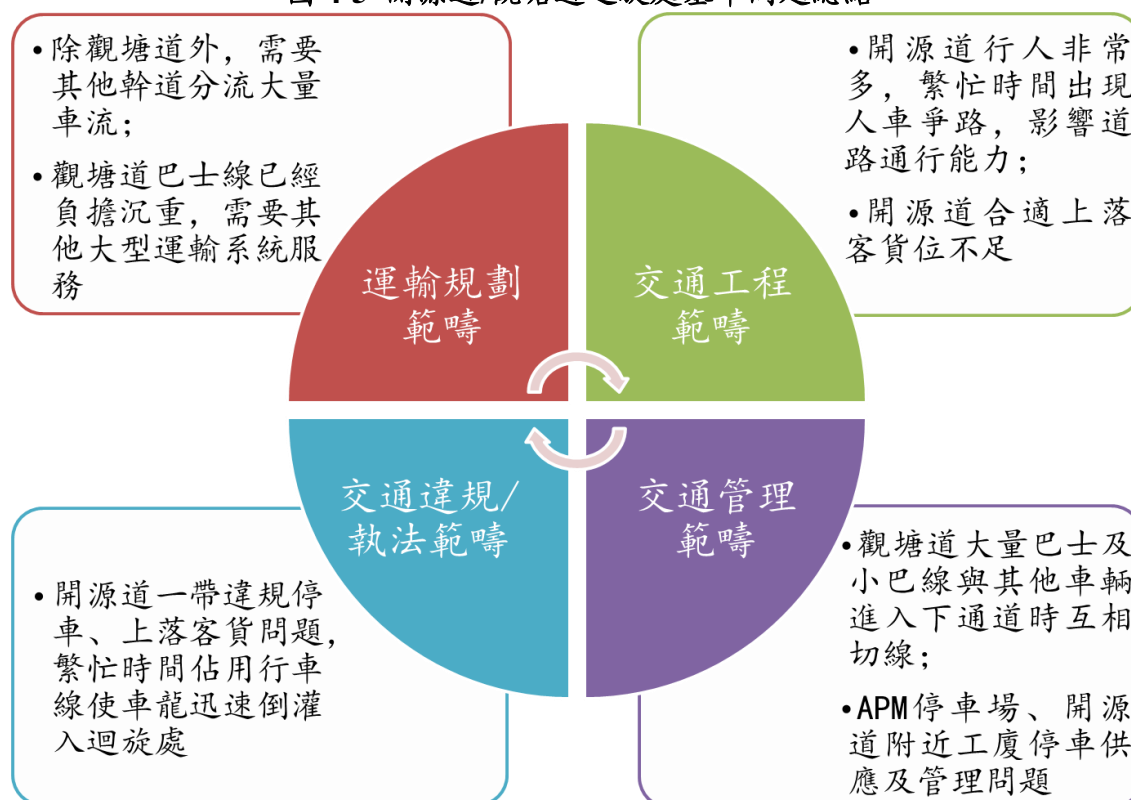 •除觀塘道外，需要
其他幹道分流大量
車流；
•觀塘道巴士線已經
負擔沉重，需要其
他大型運輸系統服
務
•開源道行人非常
多，繁忙時間出現
人車爭路，影響道
路通行能力；
•開源道合適上落
客貨位不足
運輸規劃
範疇
交通工程
範疇
交通違規/
執法範疇
交通管理
範疇
•開源道一帶違規停
車、上落客貨問題，
繁忙時間佔用行車
線使車龍迅速倒灌
入迴旋處
•觀塘道大量巴士及
小巴線與其他車輛
進入下通道時互相
切線；
•APM停車場、開源
道附近工廈停車供
應及管理問題